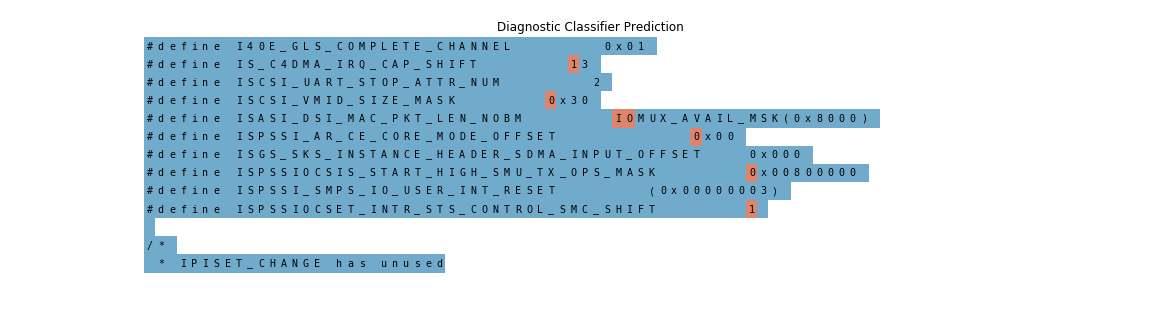 Diagnostic Classifier Prediction
#define I40E_GLS_COMPLETE_CHANNEL        0x01
#define IS_C4DMA_IRQ_CAP_SHIFT        13
#define ISCSI_UART_STOP_ATTR_NUM        2
#define ISCSI_VMID_SIZE_MASK        0x30
#define ISASI_DSI_MAC_PKT_LEN_NOBM        IOMUX_AVAIL_MSK(0x8000)
#define ISPSSI_AR_CE_CORE_MODE_OFFSET            0x00
#define ISGS_SKS_INSTANCE_HEADER_SDMA_INPUT_OFFSET    0x000
#define ISPSSIOCSIS_START_HIGH_SMU_TX_OPS_MASK        0x00800000
#define ISPSSI_SMPS_IO_USER_INT_RESET        (0x00000003)
#define ISPSSIOCSET_INTR_STS_CONTROL_SMC_SHIFT        1
/*
 * IPISET_CHANGE has unused